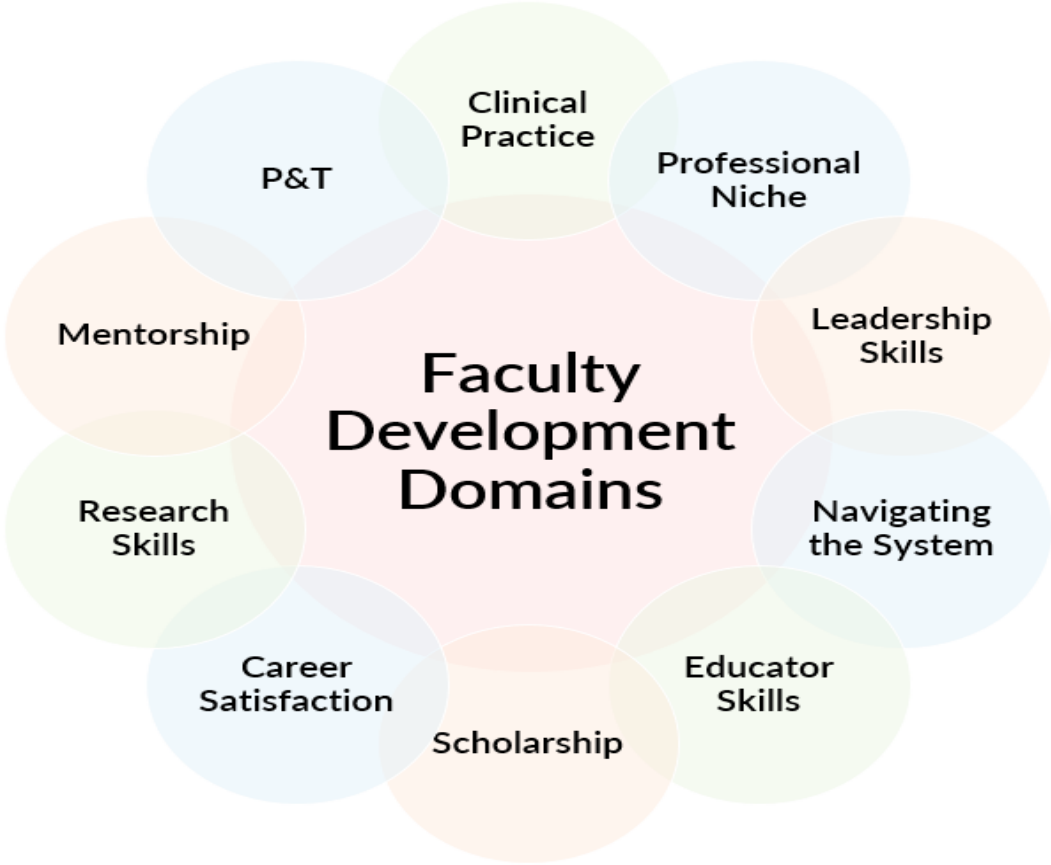 Clinical
Practice
Professional
Niche
Leadership
Skills
Navigating
the System
Educator
Skills
Scholarship
Career
Satisfaction
Research
Skills
Mentorship
P&T
Faculty
Development
Domains